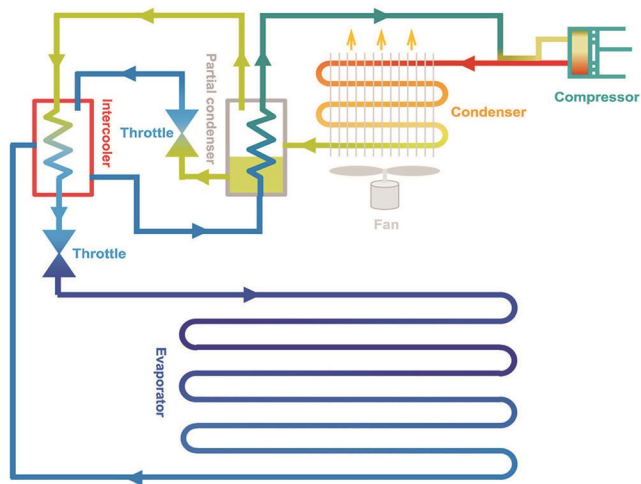 Compressor
Condenser
Partial condenser
Intercooler
Throttle
Fan
Throttle
Evaporator